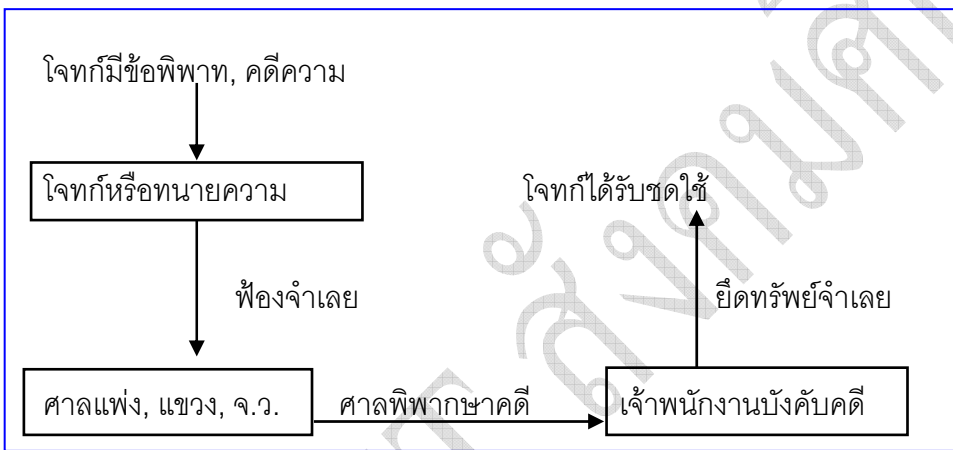 โจทก์มีข้อพิพาท, คดีความ
โจทก์หรือทนายความ
โจทก์ได้รับชดใช้
ฟ้องจำเลย
ยึดทรัพย์จำเลย
ศาลแพ่ง, แขวง, จ.ว.
ศาลพิพากษาคดี
เจ้าพนักงานบังคับคดี